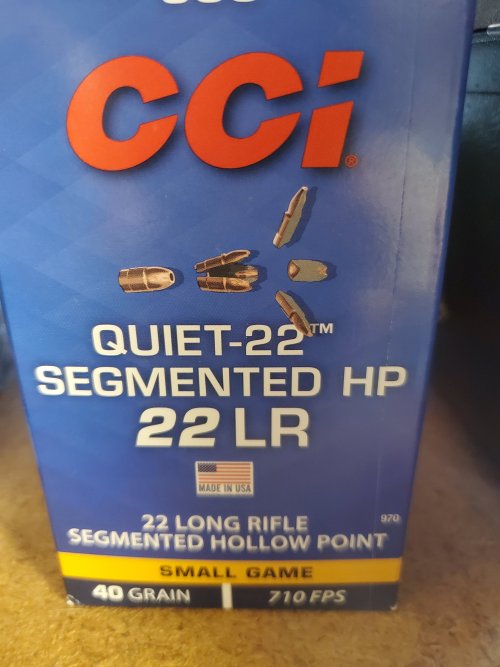 CCI®
QUIET-22™
SEGMENTED HP
22 LR
MADE IN USA
970
22 LONG RIFLE
SEGMENTED HOLLOW POINT
SMALL GAME
40 GRAIN | 710 FPS